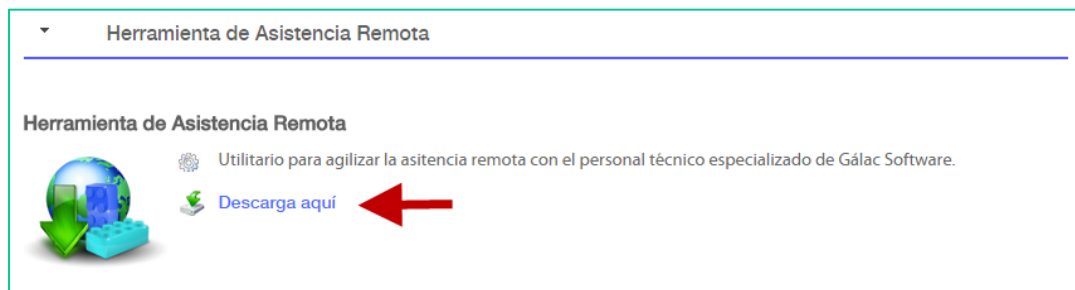 Herramienta de Asistencia Remota
Herramienta de Asistencia Remota
Utilitario para agilizar la asitencia remota con el personal técnico especializado de Gálac Software.
Descarga aquí